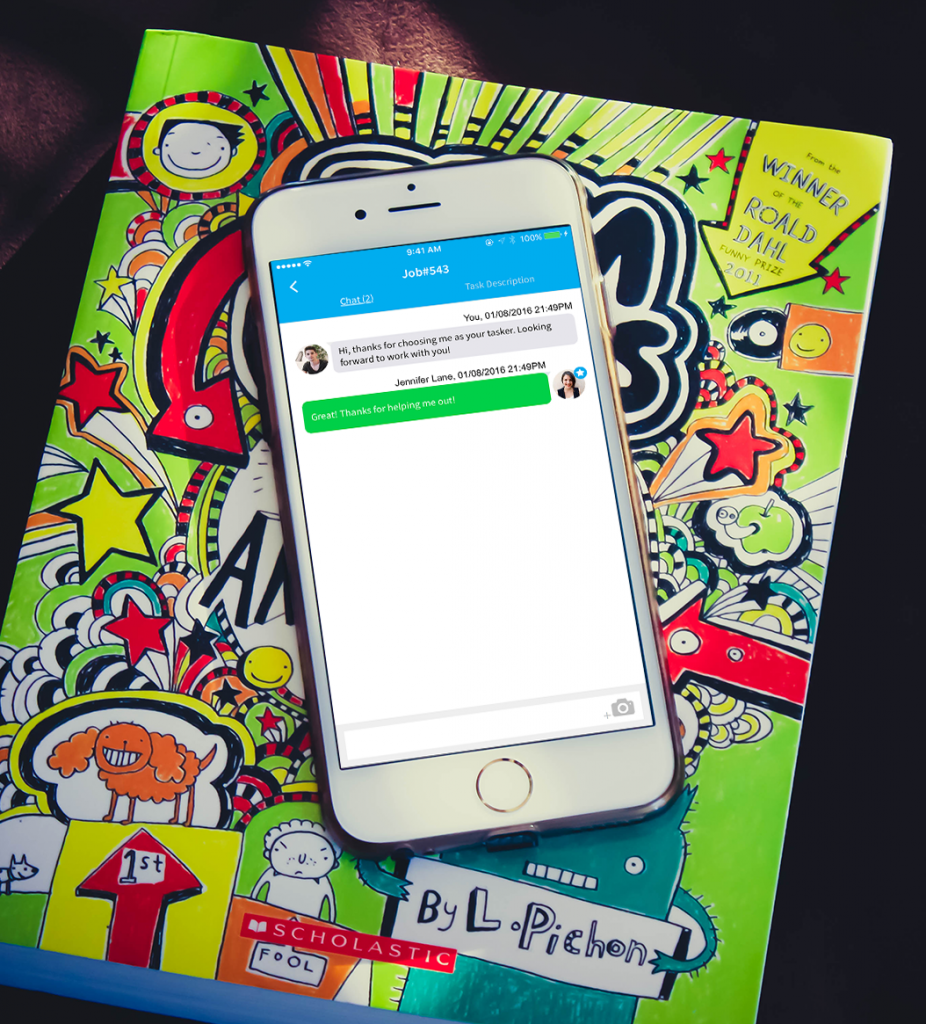 From the
WINNER
OF THE
ROALD
DAHL
FUNNY PRIZE
2011
9:41 AM
100%
Job#543
Chat (2)
Task Description
You, 01/08/2016 21:49PM
Hi, thanks for choosing me as your tasker. Looking
forward to work with you!
Jennifer Lane, 01/08/2016 21:49PM
Great! Thanks for helping me out!
+
1st
By L. Pichon
SCHOLASTIC
FOOL